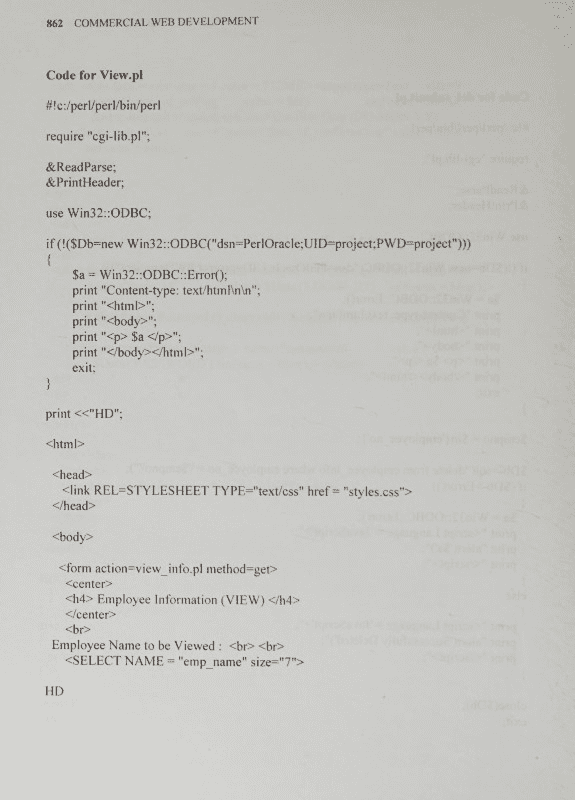 862 COMMERCIAL WEB DEVELOPMENT
Code for View.pl
#!c:/perl/perl/bin/perl
require "cgi-lib.pl";
&ReadParse;
&PrintHeader;
use Win32::ODBC;
if (!($Db=new Win32::ODBC("dsn=PerlOracle;UID=project;PWD=project")))
{
$a = Win32::ODBC::Error();
print "Content-type: text/html\n\n";
print "<html>";
print "<body>";
print "<p> $a </p>";
print "</body></html>";
exit;
}
print <<"HD";
<html>
<head>
<link REL=STYLESHEET TYPE="text/css" href = "styles.css">
</head>
<body>
<form action=view_info.pl method=get>
<center>
<h4> Employee Information (VIEW) </h4>
</center>
<br>
Employee Name to be Viewed : <br> <br>
<SELECT NAME = "emp_name" size="7">
HD